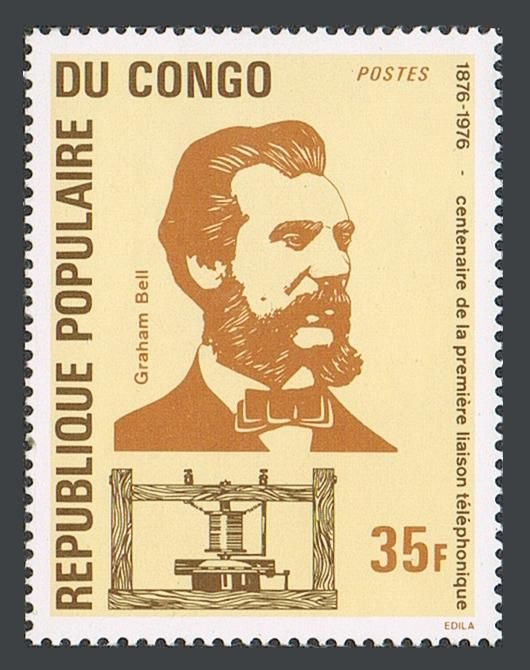 REPUBLIQUE POPULAIRE
DU CONGO
POSTES
1876-1976 - centenaire de la première liaison téléphonique
Graham Bell
35F
EDILA